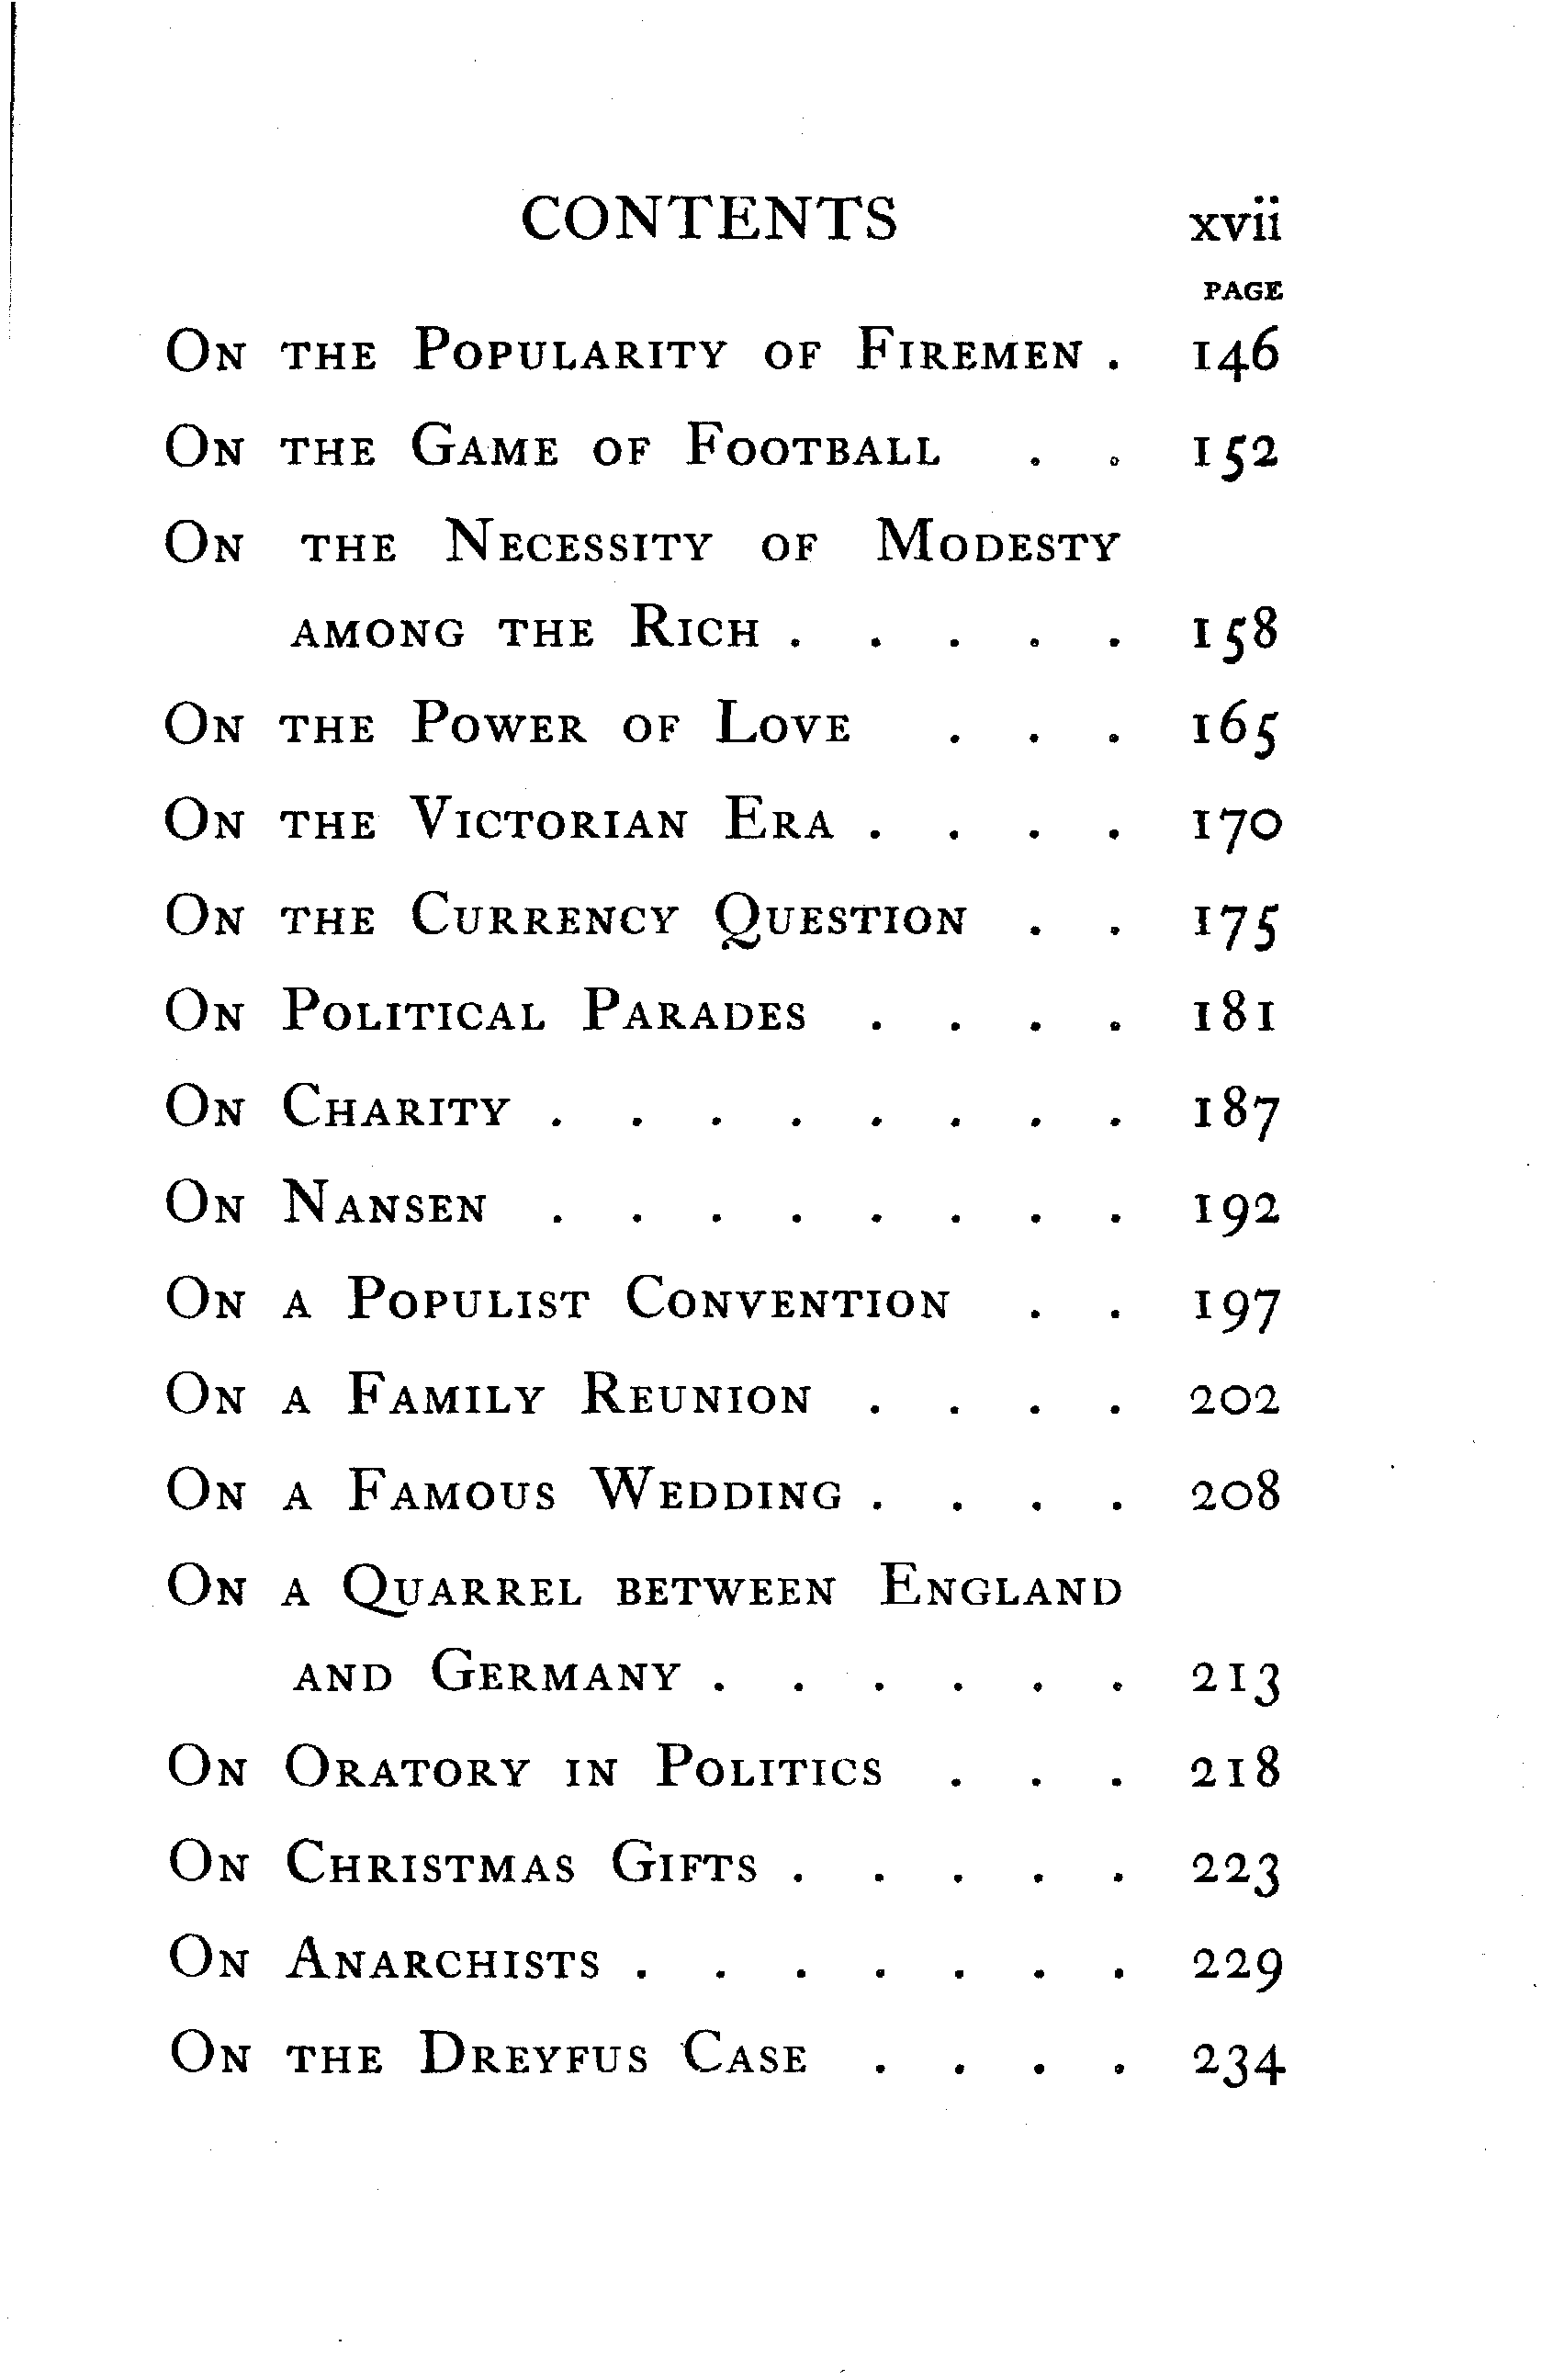 CONTENTS xvii
PAGE
On the Popularity of Firemen . 146
On the Game of Football . . 152
On the Necessity of Modesty
among the Rich . . . . . 158
On the Power of Love . . . 165
On the Victorian Era . . . . 170
On the Currency Question . . 175
On Political Parades . . . . 181
On Charity . . . . . . . . 187
On Nansen . . . . . . . . 192
On a Populist Convention . . 197
On a Family Reunion . . . . 202
On a Famous Wedding . . . . 208
On a Quarrel between England
and Germany . . . . . . 213
On Oratory in Politics . . . 218
On Christmas Gifts . . . . . 223
On Anarchists . . . . . . . 229
On the Dreyfus Case . . . . 234